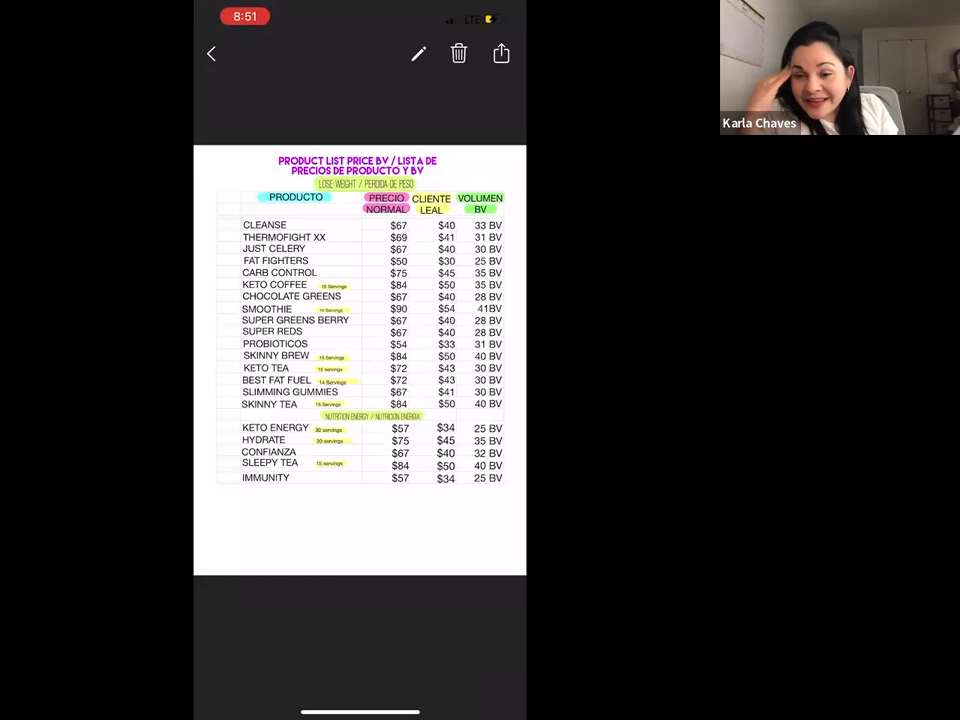 8:51
LTE
Karla Chaves
PRODUCT LIST PRICE BV / LISTA DE
PRECIOS DE PRODUCTO Y BV
LOSE WEIGHT / PERDIDA DE PESO
PRODUCTO PRECIO NORMAL CLIENTE LEAL VOLUMEN BV
CLEANSE $67 $40 33 BV
THERMOFIGHT XX $69 $41 31 BV
JUST CELERY $67 $40 30 BV
FAT FIGHTERS $50 $30 25 BV
CARB CONTROL $75 $45 35 BV
KETO COFFEE 15 Servings $84 $50 35 BV
CHOCOLATE GREENS $67 $40 28 BV
SMOOTHIE 14 Servings $90 $54 41BV
SUPER GREENS BERRY $67 $40 28 BV
SUPER REDS $67 $40 28 BV
PROBIOTICOS $54 $33 31 BV
SKINNY BREW 15 Servings $84 $50 40 BV
KETO TEA 15 servings $72 $43 30 BV
BEST FAT FUEL 14 Servings $72 $43 30 BV
SLIMMING GUMMIES $67 $41 30 BV
SKINNY TEA 15 Servings $84 $50 40 BV
NUTRITION ENERGY / NUTRICION ENERGIA
KETO ENERGY 30 servings $57 $34 25 BV
HYDRATE 30 servings $75 $45 35 BV
CONFIANZA $67 $40 32 BV
SLEEPY TEA 15 servings $84 $50 40 BV
IMMUNITY $57 $34 25 BV